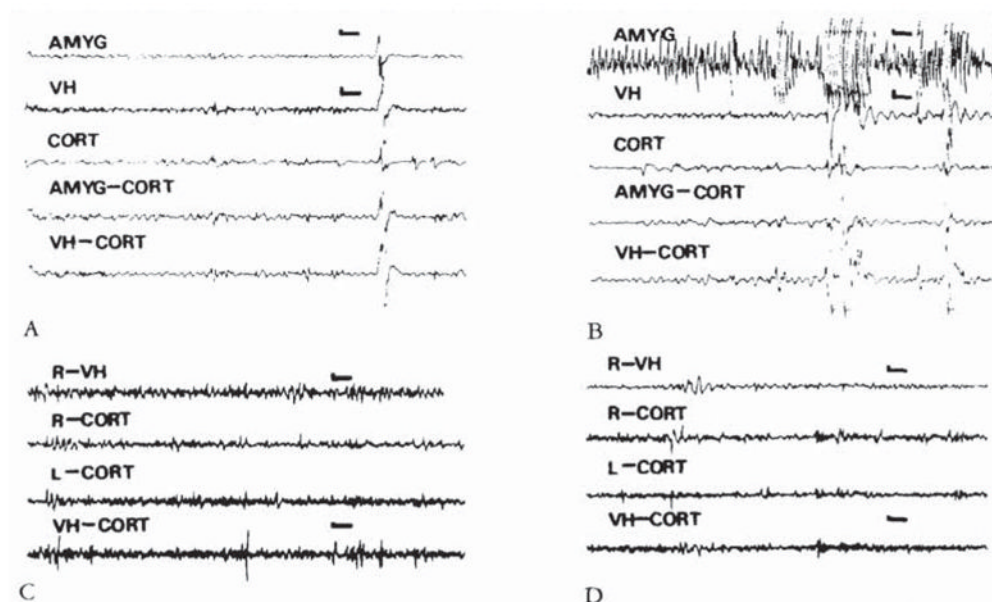 AMYG
VH
CORT
AMYG-CORT
VH-CORT
A
AMYG
VH
CORT
AMYG-CORT
VH-CORT
B
R-VH
R-CORT
L-CORT
VH-CORT
C
R-VH
R-CORT
L-CORT
VH-CORT
D